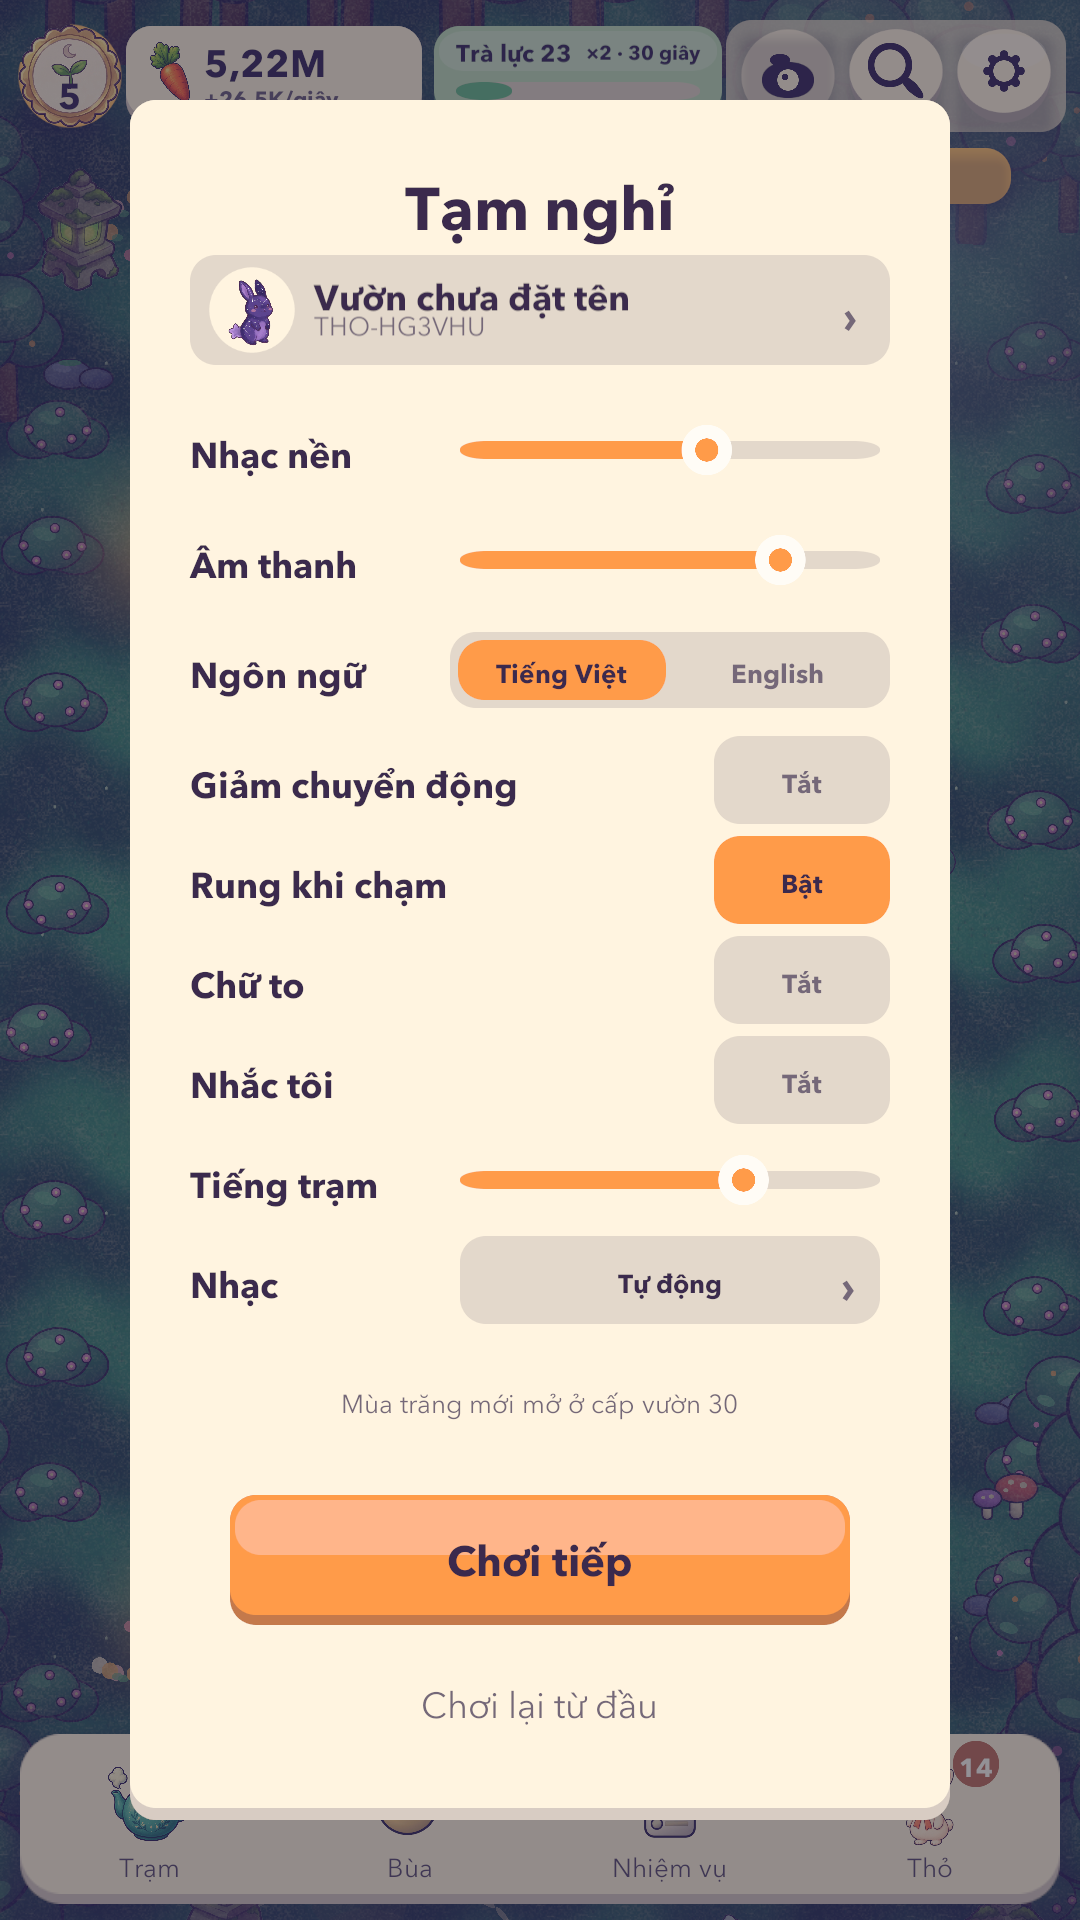 5
5,22M
+26,5K/giây
Trà lực 23 ×2 · 30 giây
Tạm nghỉ
Vườn chưa đặt tên
THO-HG3VHU
Nhạc nền
Âm thanh
Ngôn ngữ
Tiếng Việt
English
Giảm chuyển động
Tắt
Rung khi chạm
Bật
Chữ to
Tắt
Nhắc tôi
Tắt
Tiếng trạm
Nhạc
Tự động
Mùa trăng mới mở ở cấp vườn 30
Chơi tiếp
Chơi lại từ đầu
14
Trạm
Bùa
Nhiệm vụ
Thỏ